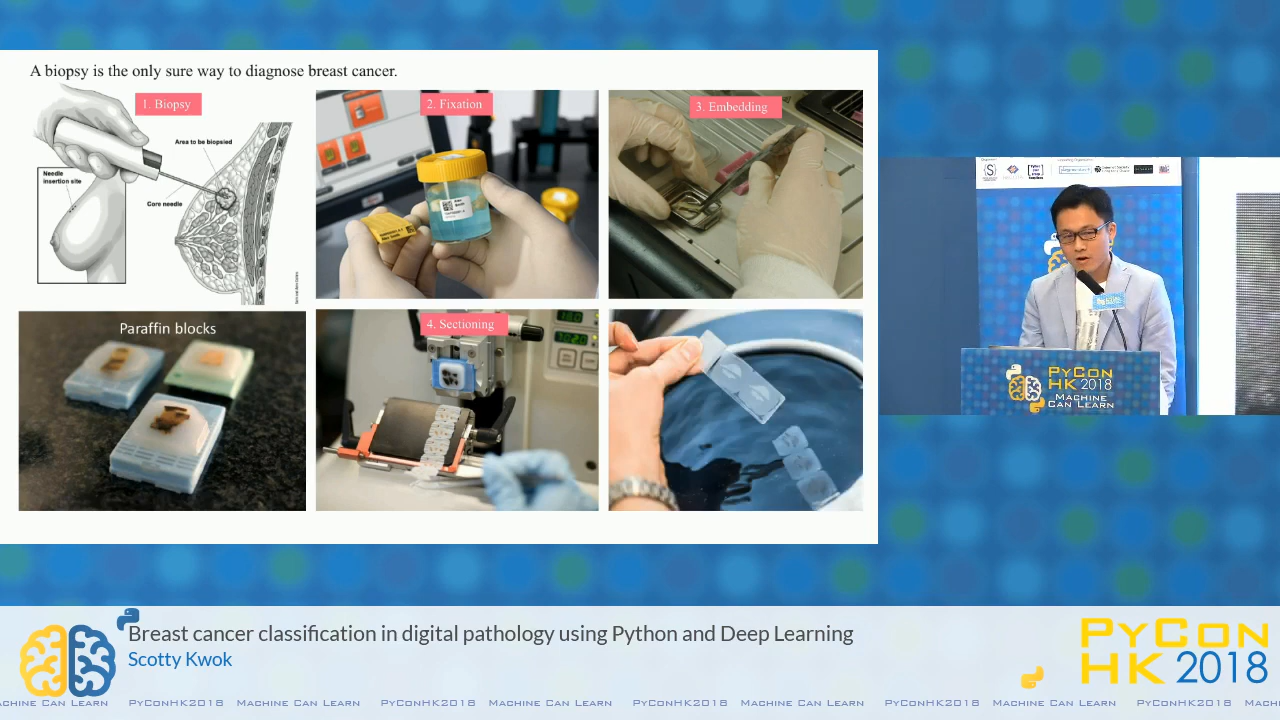 A biopsy is the only sure way to diagnose breast cancer.
1. Biopsy
Area to be biopsied
Needle
insertion site
Core needle
2. Fixation
3. Embedding
Paraffin blocks
4. Sectioning
PyCon
HK 2018
Machine
Can Learn
Breast cancer classification in digital pathology using Python and Deep Learning
Scotty Kwok
PyCon
HK 2018
achine Can Learn PyConHK2018 Machine Can Learn PyConHK2018 Machine Can Learn PyConHK2018 Machine Can Learn PyConHK2018 Machine Can Learn PyConHK2018 Mach